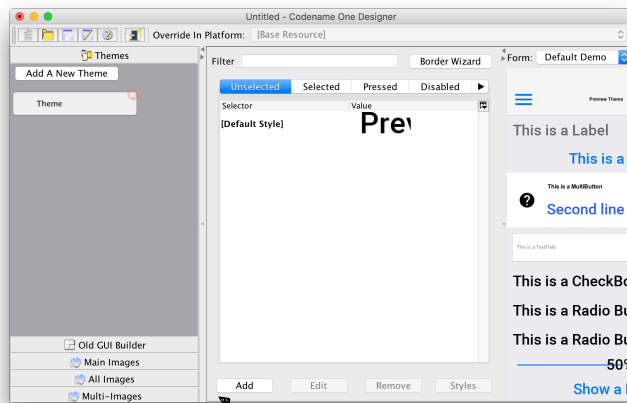 Untitled - Codename One Designer
Override In Platform: [Base Resource]
Themes
Add A New Theme
Theme
Old GUI Builder
Main Images
All Images
Multi-Images
Filter
Border Wizard
Unselected Selected Pressed Disabled
Selector Value
[Default Style]
Add Edit Remove Styles
Form: Default Demo
Preview Theme
This is a Label
This is a
This is a MultiButton
Second line
This is a TextField
This is a
This is a Radio
This is a Radio
50%
Show a